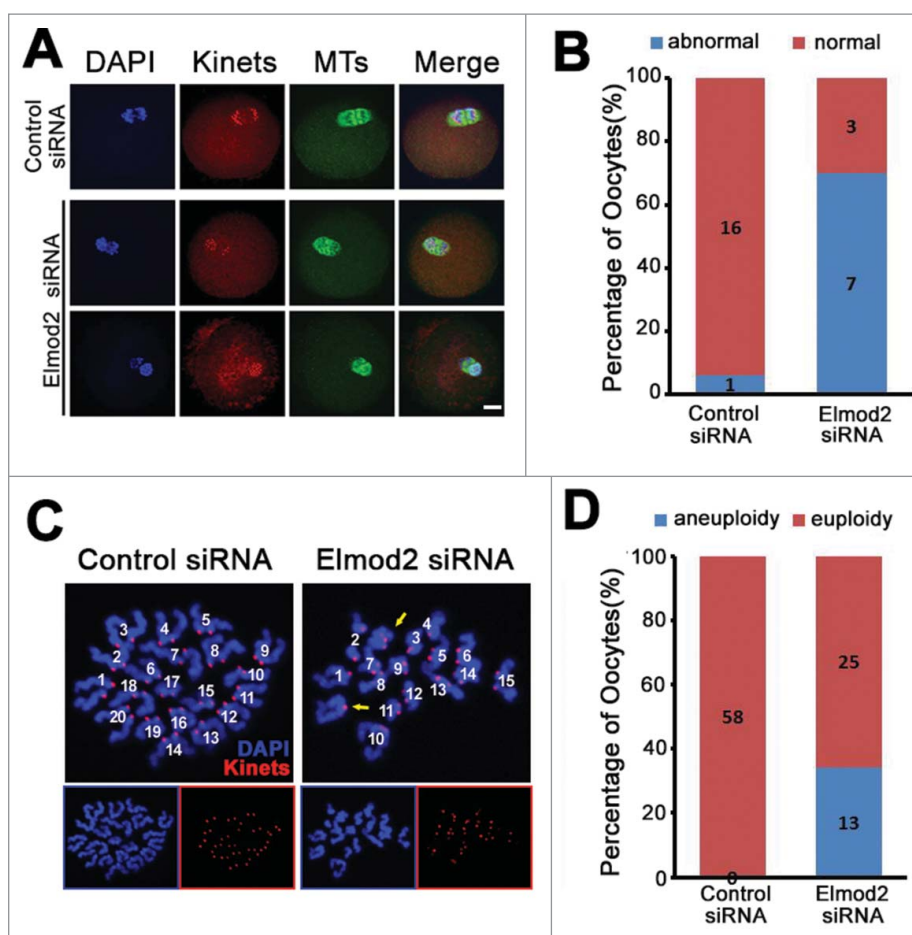 A
DAPI Kinets MTs Merge
Control
siRNA
Elmod2
siRNA
B
abnormal normal
Percentage of Oocytes(%)
100
80
60
40
20
0
16
1
3
7
Control
siRNA
Elmod2
siRNA
C
Control siRNA
1
2
3
4
5
6
7
8
9
10
11
12
13
14
15
16
17
18
19
20
DAPI
Kinets
Elmod2 siRNA
1
2
3
4
5
6
7
8
9
10
11
12
13
14
15
D
aneuploidy euploidy
Percentage of Oocytes(%)
100
80
60
40
20
0
58
0
25
13
Control
siRNA
Elmod2
siRNA